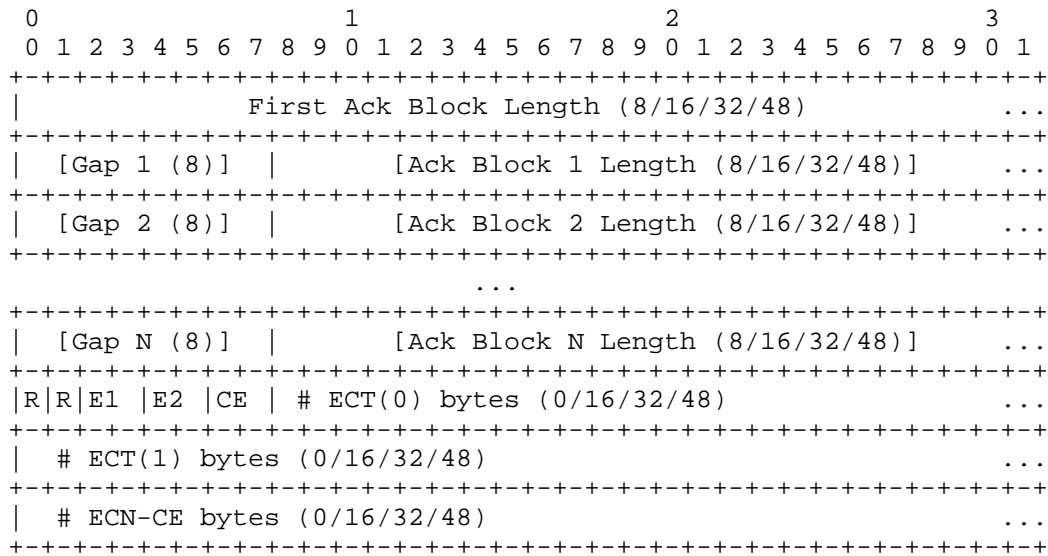 0                   1                   2                   3
 0 1 2 3 4 5 6 7 8 9 0 1 2 3 4 5 6 7 8 9 0 1 2 3 4 5 6 7 8 9 0 1
+-+-+-+-+-+-+-+-+-+-+-+-+-+-+-+-+-+-+-+-+-+-+-+-+-+-+-+-+-+-+-+-+
|              First Ack Block Length (8/16/32/48)            ...
+-+-+-+-+-+-+-+-+-+-+-+-+-+-+-+-+-+-+-+-+-+-+-+-+-+-+-+-+-+-+-+-+
|  [Gap 1 (8)]  |       [Ack Block 1 Length (8/16/32/48)]     ...
+-+-+-+-+-+-+-+-+-+-+-+-+-+-+-+-+-+-+-+-+-+-+-+-+-+-+-+-+-+-+-+-+
|  [Gap 2 (8)]  |       [Ack Block 2 Length (8/16/32/48)]     ...
+-+-+-+-+-+-+-+-+-+-+-+-+-+-+-+-+-+-+-+-+-+-+-+-+-+-+-+-+-+-+-+-+
                             ...
+-+-+-+-+-+-+-+-+-+-+-+-+-+-+-+-+-+-+-+-+-+-+-+-+-+-+-+-+-+-+-+-+
|  [Gap N (8)]  |       [Ack Block N Length (8/16/32/48)]     ...
+-+-+-+-+-+-+-+-+-+-+-+-+-+-+-+-+-+-+-+-+-+-+-+-+-+-+-+-+-+-+-+-+
|R|R|E1 |E2 |CE | # ECT(0) bytes (0/16/32/48)                 ...
+-+-+-+-+-+-+-+-+-+-+-+-+-+-+-+-+-+-+-+-+-+-+-+-+-+-+-+-+-+-+-+-+
|  # ECT(1) bytes (0/16/32/48)                                ...
+-+-+-+-+-+-+-+-+-+-+-+-+-+-+-+-+-+-+-+-+-+-+-+-+-+-+-+-+-+-+-+-+
|  # ECN-CE bytes (0/16/32/48)                                ...
+-+-+-+-+-+-+-+-+-+-+-+-+-+-+-+-+-+-+-+-+-+-+-+-+-+-+-+-+-+-+-+-+